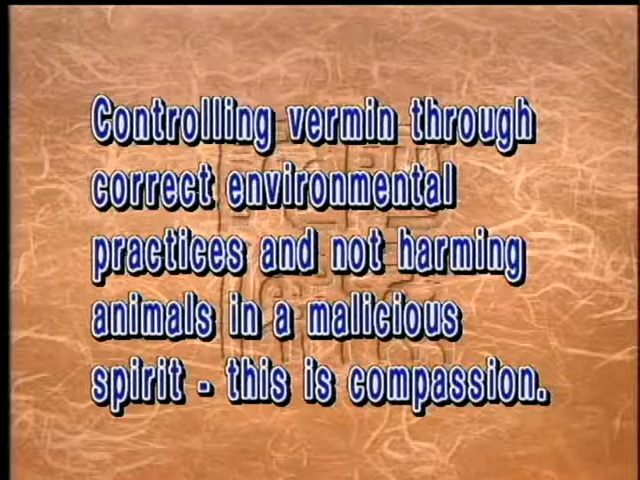 Controlling vermin through
correct environmental
practices and not harming
animals in a malicious
spirit - this is compassion.